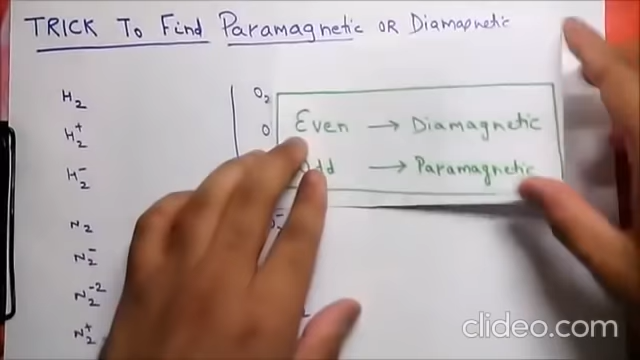 TRICK To Find Paramagnetic OR Diamagnetic
H2
H2+
H2-
N2
N2-
N2-2
N2+
O2
O
Even → Diamagnetic
Odd → Paramagnetic
clideo.com